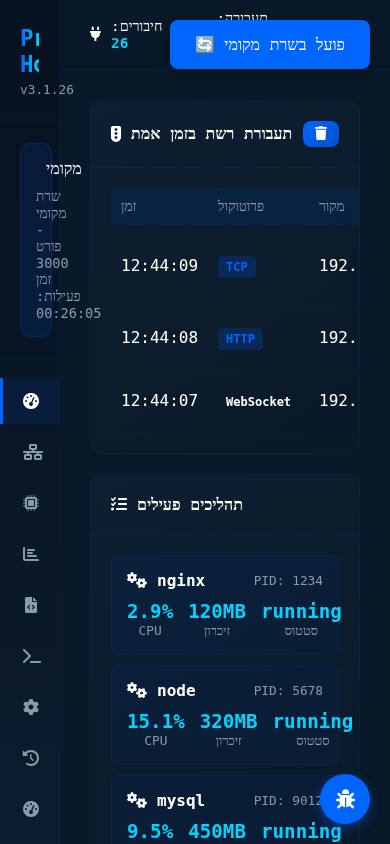 v3.1.26
מקומי
שרת
מקומי
-
פורט
3000
זמן
פעילות:
00:26:05
חיבורים:
26
תעבורה:
פועל בשרת מקומי
תעבורת רשת בזמן אמת
זמן פרוטוקול מקור
12:44:09 TCP 192.
12:44:08 HTTP 192.
12:44:07 WebSocket 192.
תהליכים פעילים
nginx PID: 1234
2.9% 120MB running
CPU זיכרון סטטוס
node PID: 5678
15.1% 320MB running
CPU זיכרון סטטוס
mysql PID: 9012
9.5% 450MB running